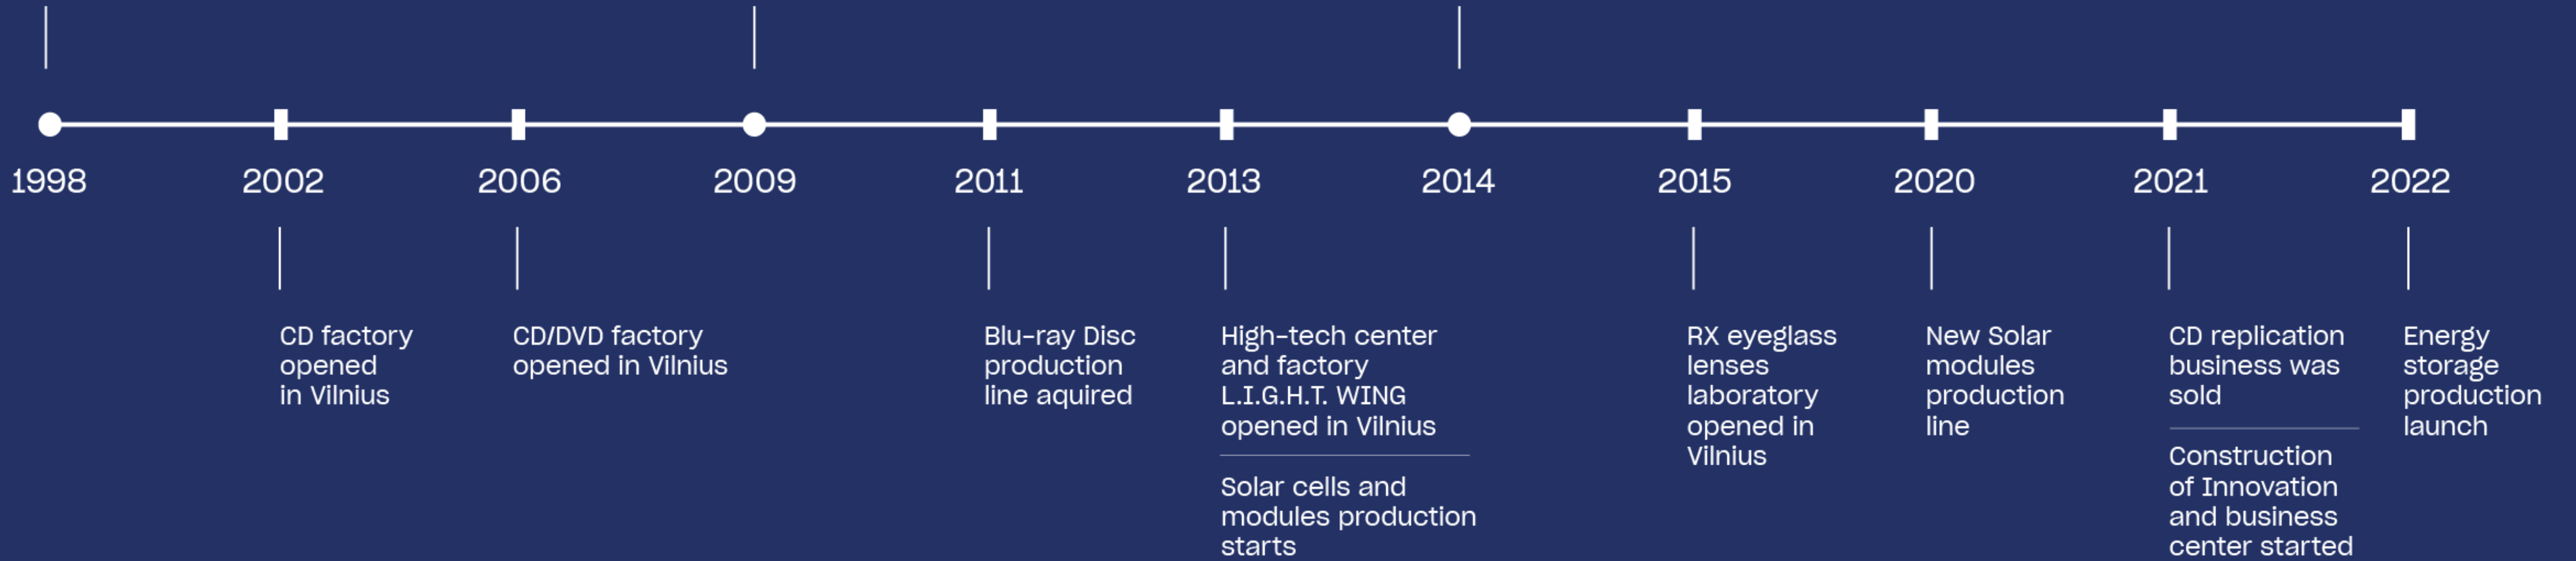 1998
2002
2006
2009
2011
2013
2014
2015
2020
2021
2022
CD factory
opened
in Vilnius
CD/DVD factory
opened in Vilnius
Blu-ray Disc
production
line aquired
High-tech center
and factory
L.I.G.H.T. WING
opened in Vilnius
Solar cells and
modules production
starts
RX eyeglass
lenses
laboratory
opened in
Vilnius
New Solar
modules
production
line
CD replication
business was
sold
Construction
of Innovation
and business
center started
Energy
storage
production
launch